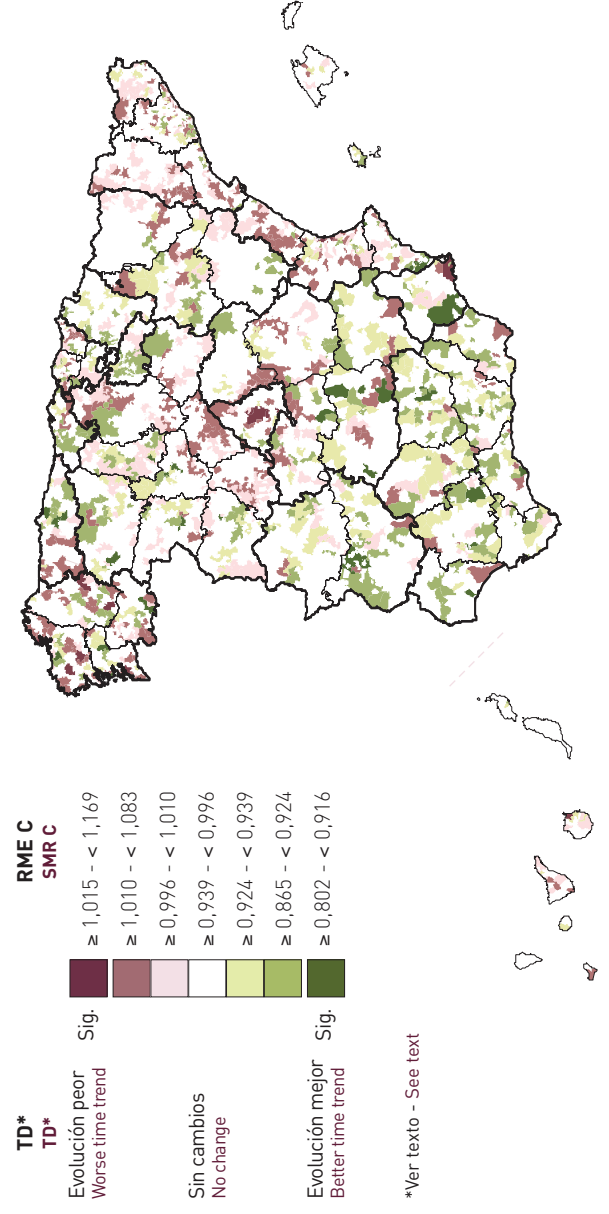 TD*
TD*
RME C
SMR C
Evolución peor
Worse time trend
Sig.
≥ 1,015 - < 1,169
≥ 1,010 - < 1,083
≥ 0,996 - < 1,010
Sin cambios
No change
≥ 0,939 - < 0,996
≥ 0,924 - < 0,939
≥ 0,865 - < 0,924
Evolución mejor
Better time trend
Sig.
≥ 0,802 - < 0,916
*Ver texto - See text